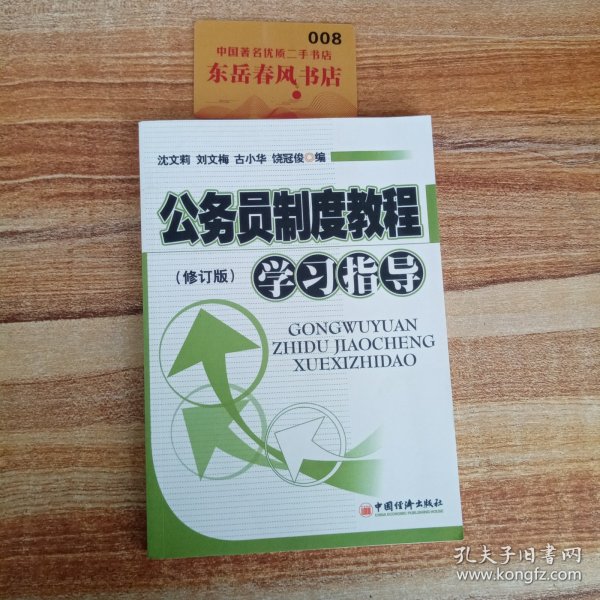 008
中国著名优质二手书店
东岳春风书店
沈文莉 刘文梅 古小华 饶冠俊 编
公务员制度教程
(修订版)
学习指导
GONGWUYUAN
ZHIDU JIAOCHENG
XUEXIZHIDAO
中国经济出版社
CHINA ECONOMIC PUBLISHING HOUSE
孔夫子旧书网
www.kongfz.com